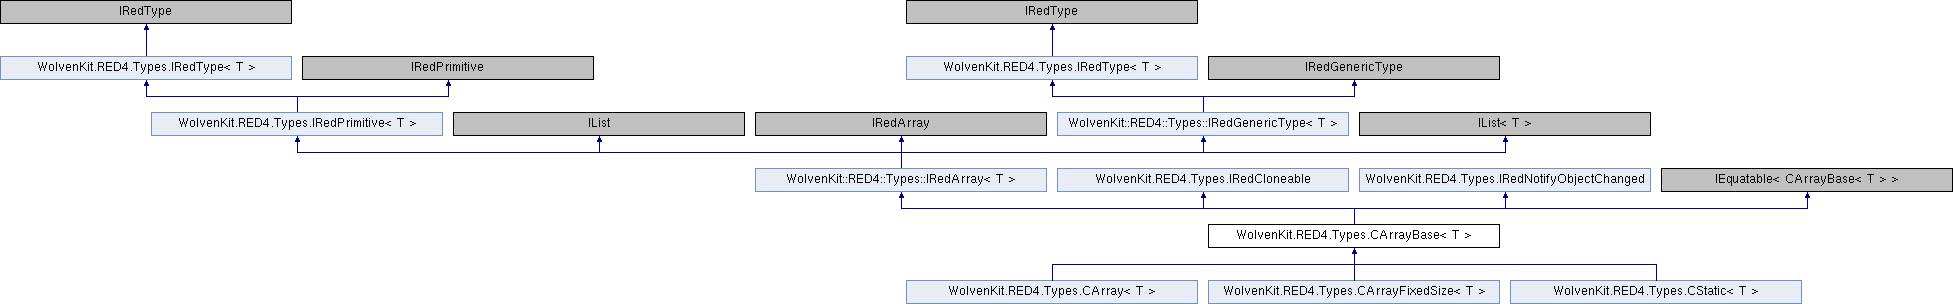 IRedType
IRedType
WolvenKit.RED4.Types.IRedType< T >
IRedPrimitive
WolvenKit.RED4.Types.IRedType< T >
IRedGenericType
WolvenKit.RED4.Types.IRedPrimitive< T >
IList
IRedArray
WolvenKit::RED4::Types::IRedGenericType< T >
IList< T >
WolvenKit::RED4::Types::IRedArray< T >
WolvenKit.RED4.Types.IRedCloneable
WolvenKit.RED4.Types.IRedNotifyObjectChanged
IEquatable< CArrayBase< T > >
WolvenKit.RED4.Types.CArrayBase< T >
WolvenKit.RED4.Types.CArray< T >
WolvenKit.RED4.Types.CArrayFixedSize< T >
WolvenKit.RED4.Types.CStatic< T >